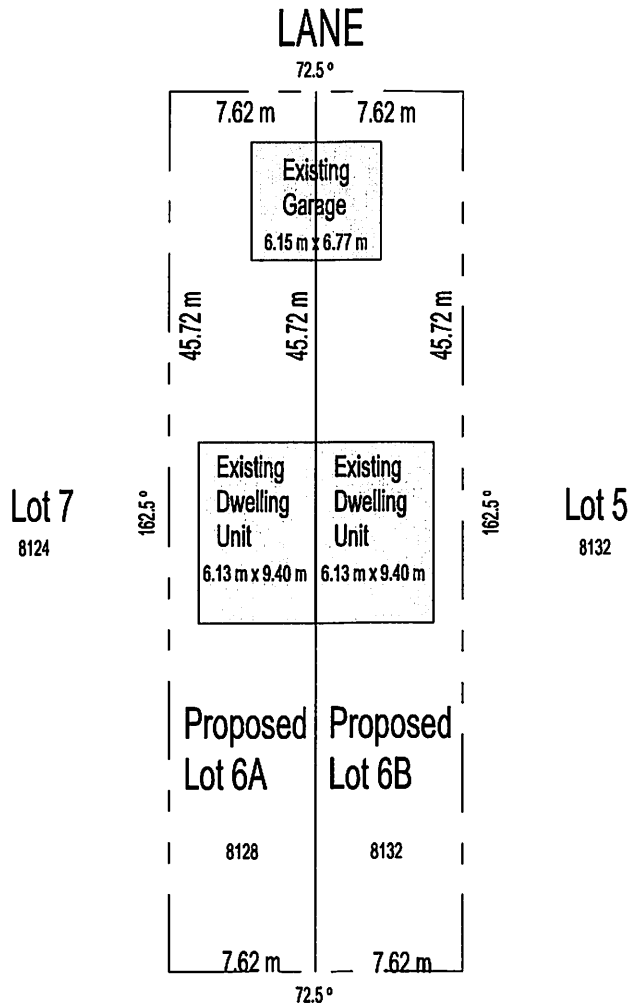 LANE
72.5 °
7.62 m 7.62 m
Existing
Garage
6.15 m x 6.77 m
45.72 m 45.72 m 45.72 m
Existing
Dwelling
Unit
6.13 m x 9.40 m
Existing
Dwelling
Unit
6.13 m x 9.40 m
Lot 7
8124
162.5 °
162.5 °
Lot 5
8132
Proposed
Lot 6A
8128
Proposed
Lot 6B
8132
7.62 m 7.62 m
72.5 °